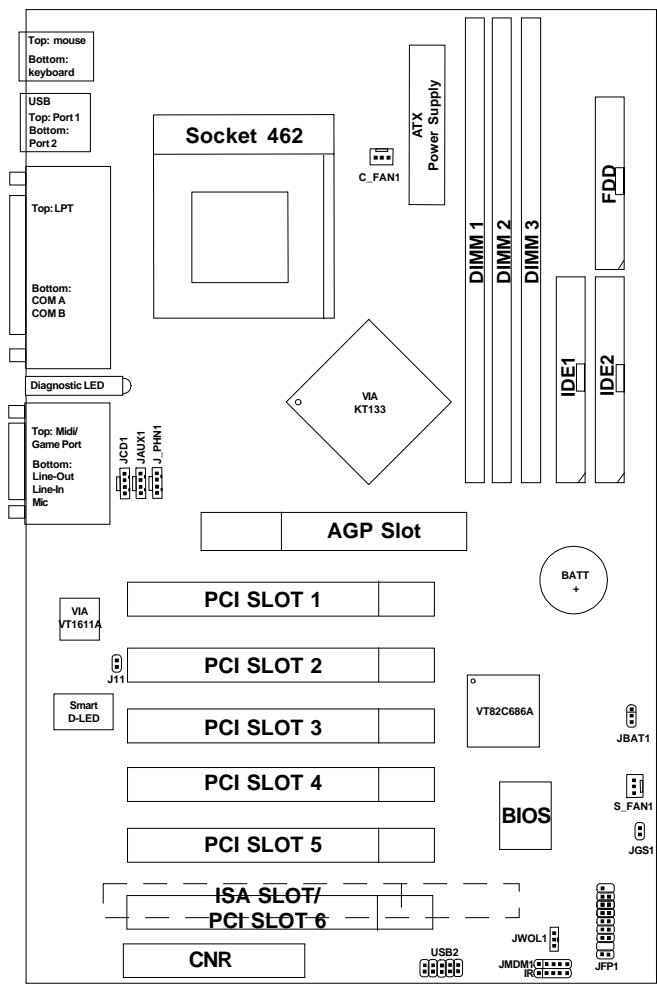 Top: mouse
Bottom:
keyboard
USB
Top: Port 1
Bottom:
Port 2
Socket 462
C_FAN1
ATX
Power Supply
DIMM 1
DIMM 2
DIMM 3
FDD
Top: LPT
Bottom:
COM A
COM B
IDE1
IDE2
Diagnostic LED
VIA
KT133
Top: Midi/
Game Port
Bottom:
Line-Out
Line-In
Mic
JCD1
JAUX1
J_PHN1
AGP Slot
BATT
+
PCI SLOT 1
VIA
VT1611A
PCI SLOT 2
J11
Smart
D-LED
VT82C686A
PCI SLOT 3
JBAT1
PCI SLOT 4
S_FAN1
BIOS
PCI SLOT 5
JGS1
ISA SLOT/
PCI SLOT 6
CNR
USB2
JWOL1
JMDM1
IR
JFP1